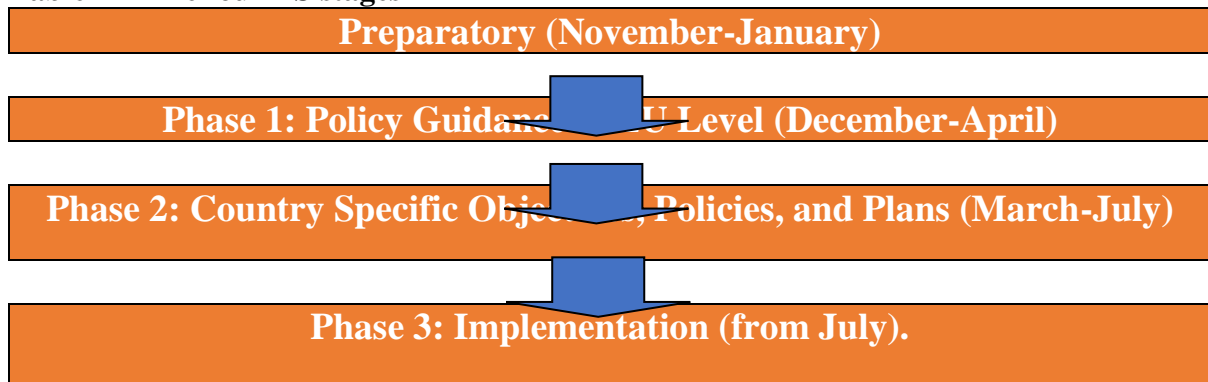 Preparatory (November-January)
Phase 1: Policy Level (December-April)
Phase 2: Country Specific Policies, and Plans (March-July)
Phase 3: Implementation (from July).